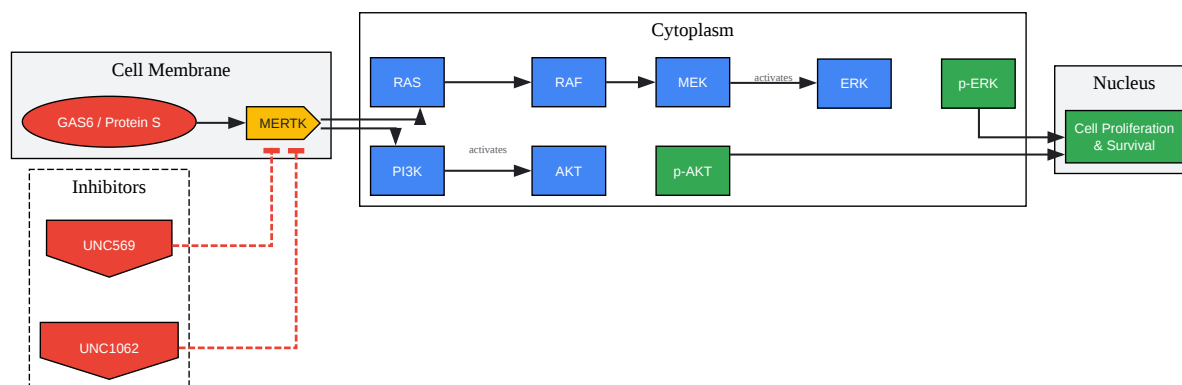 Cytoplasm
Cell Membrane
Nucleus
RAS
RAF
MEK
activates
ERK
p-ERK
GAS6 / Protein S
MERTK
Cell Proliferation
& Survival
activates
PI3K
AKT
p-AKT
Inhibitors
UNC569
UNC1062